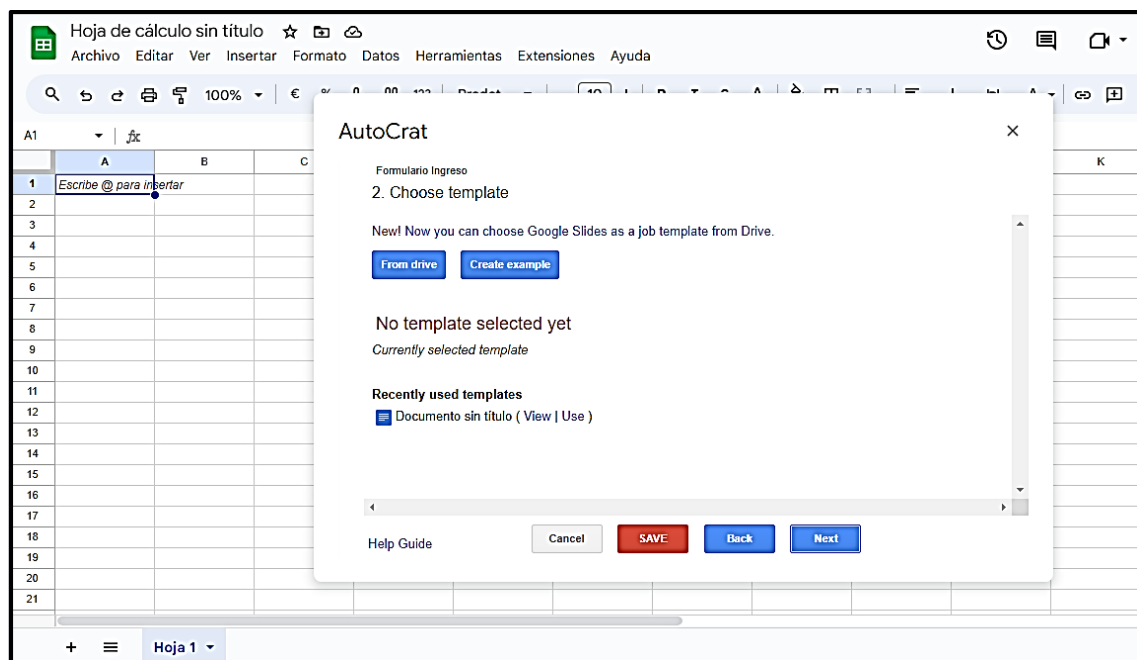 Hoja de cálculo sin título
Archivo Editar Ver Insertar Formato Datos Herramientas Extensiones Ayuda
100% €
A1 fx
A B C K
1 Escribe @ para insertar
2
3
4
5
6
7
8
9
10
11
12
13
14
15
16
17
18
19
20
21
AutoCrat
Formulario Ingreso
2. Choose template
New! Now you can choose Google Slides as a job template from Drive.
From drive Create example
No template selected yet
Currently selected template
Recently used templates
Documento sin título ( View | Use )
Help Guide Cancel SAVE Back Next
Hoja 1